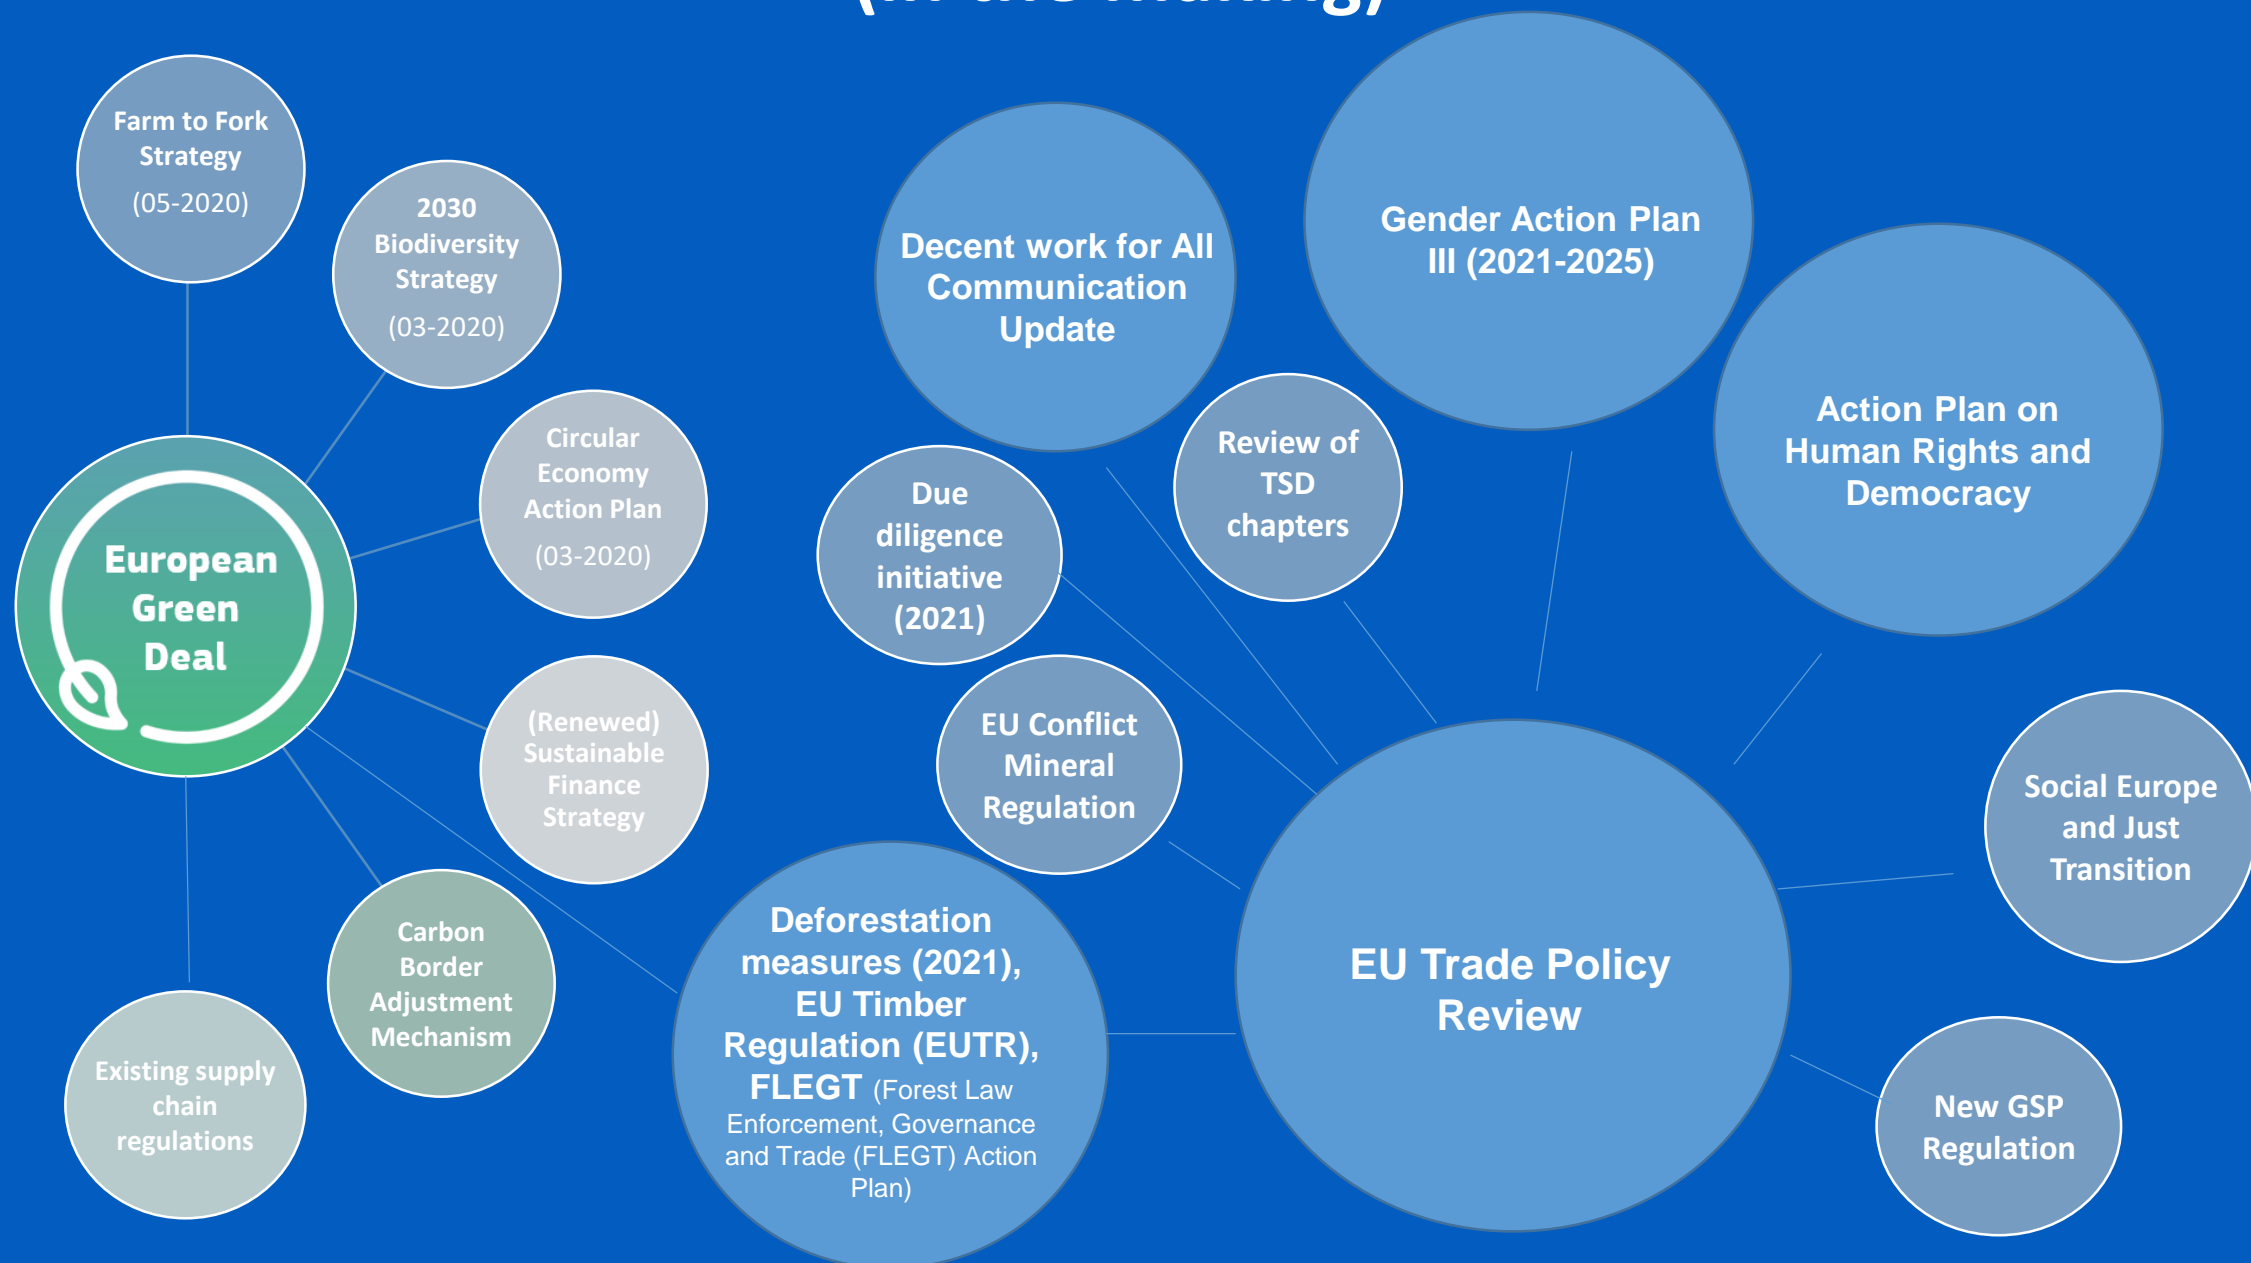 (in the making)
Farm to Fork
Strategy
(05-2020)
2030
Biodiversity
Strategy
(03-2020)
Circular
Economy
Action Plan
(03-2020)
European
Green
Deal
(Renewed)
Sustainable
Finance
Strategy
Carbon
Border
Adjustment
Mechanism
Existing supply
chain
regulations
Decent work for All
Communication
Update
Gender Action Plan
III (2021-2025)
Action Plan on
Human Rights and
Democracy
Review of
TSD
chapters
Due
diligence
initiative
(2021)
EU Conflict
Mineral
Regulation
Deforestation
measures (2021),
EU Timber
Regulation (EUTR),
FLEGT (Forest Law
Enforcement, Governance
and Trade (FLEGT) Action
Plan)
EU Trade Policy
Review
Social Europe
and Just
Transition
New GSP
Regulation